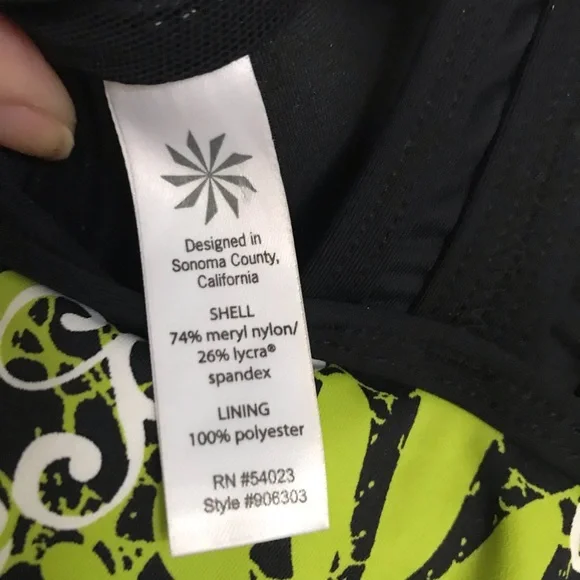 Designed in
Sonoma County,
California
SHELL
74% meryl nylon/
26% lycra®
spandex
LINING
100% polyester
RN #54023
Style #906303